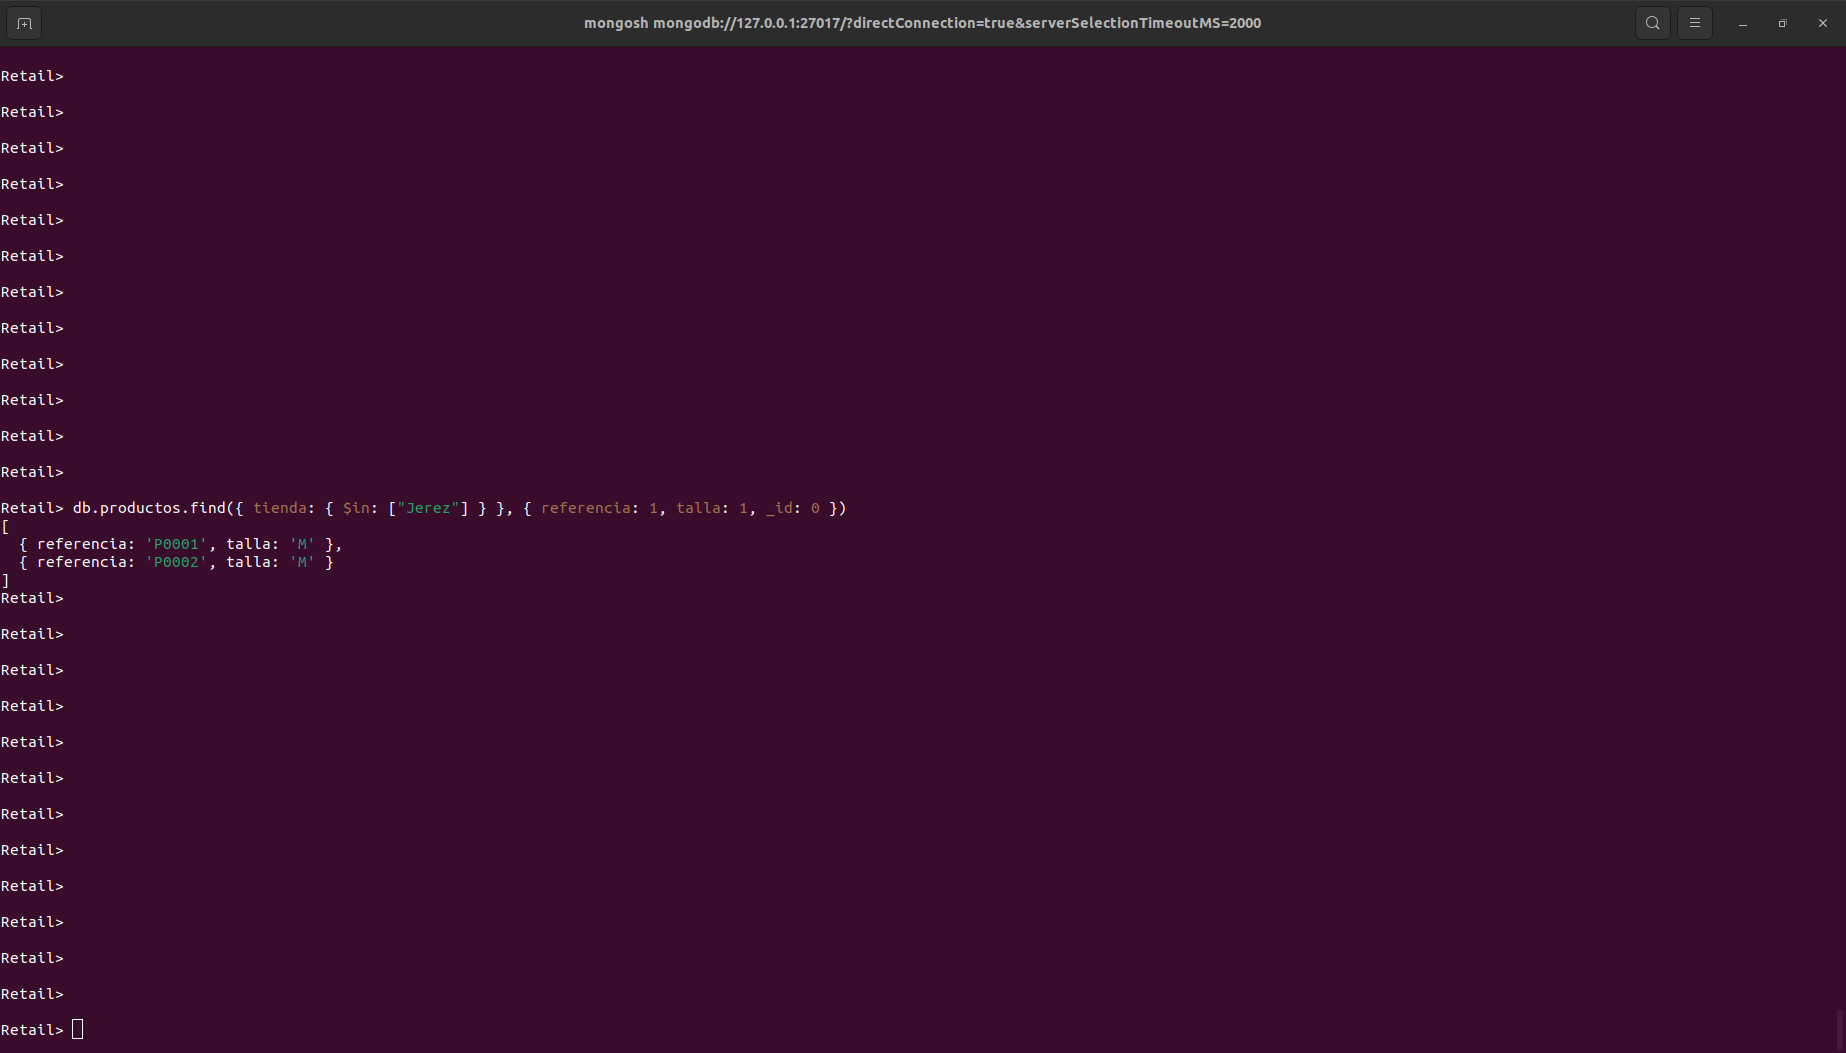 mongosh mongodb://127.0.0.1:27017/?directConnection=true&serverSelectionTimeoutMS=2000
Retail>
Retail>
Retail>
Retail>
Retail>
Retail>
Retail>
Retail>
Retail>
Retail>
Retail>
Retail>
Retail> db.productos.find({ tienda: { $in: ["Jerez"] } }, { referencia: 1, talla: 1, _id: 0 })
[
  { referencia: 'P0001', talla: 'M' },
  { referencia: 'P0002', talla: 'M' }
]
Retail>
Retail>
Retail>
Retail>
Retail>
Retail>
Retail>
Retail>
Retail>
Retail>
Retail>
Retail>
Retail>